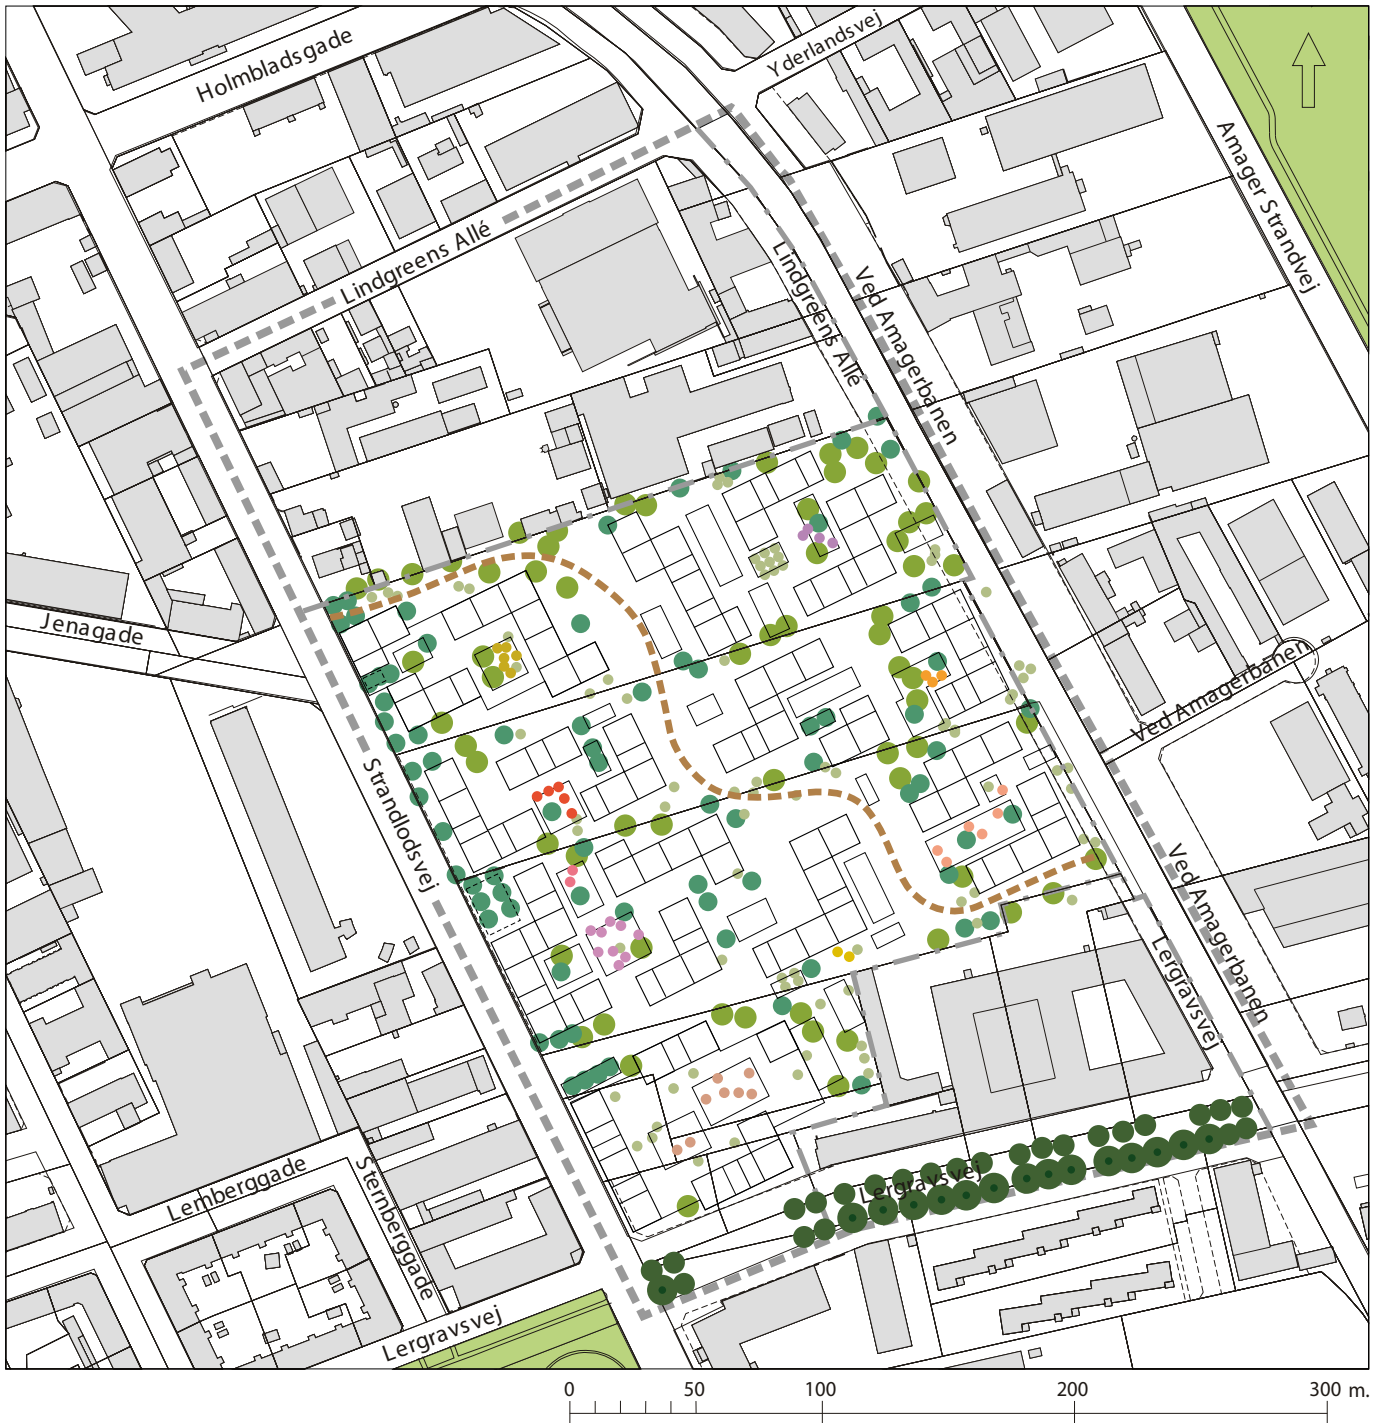 Holmbladsgade
Yderlandsvej
Amager Strandvej
Lindgreens Allé
Lindgreens Allé
Ved Amagerbanen
Jenagade
Ved Amagerbanen
Strandlodsvej
Ved Amagerbanen
Lergravsvej
Lergravsvej
Lemberggade
Sternberggade
Lergravsvej
0 50 100 200 300 m.